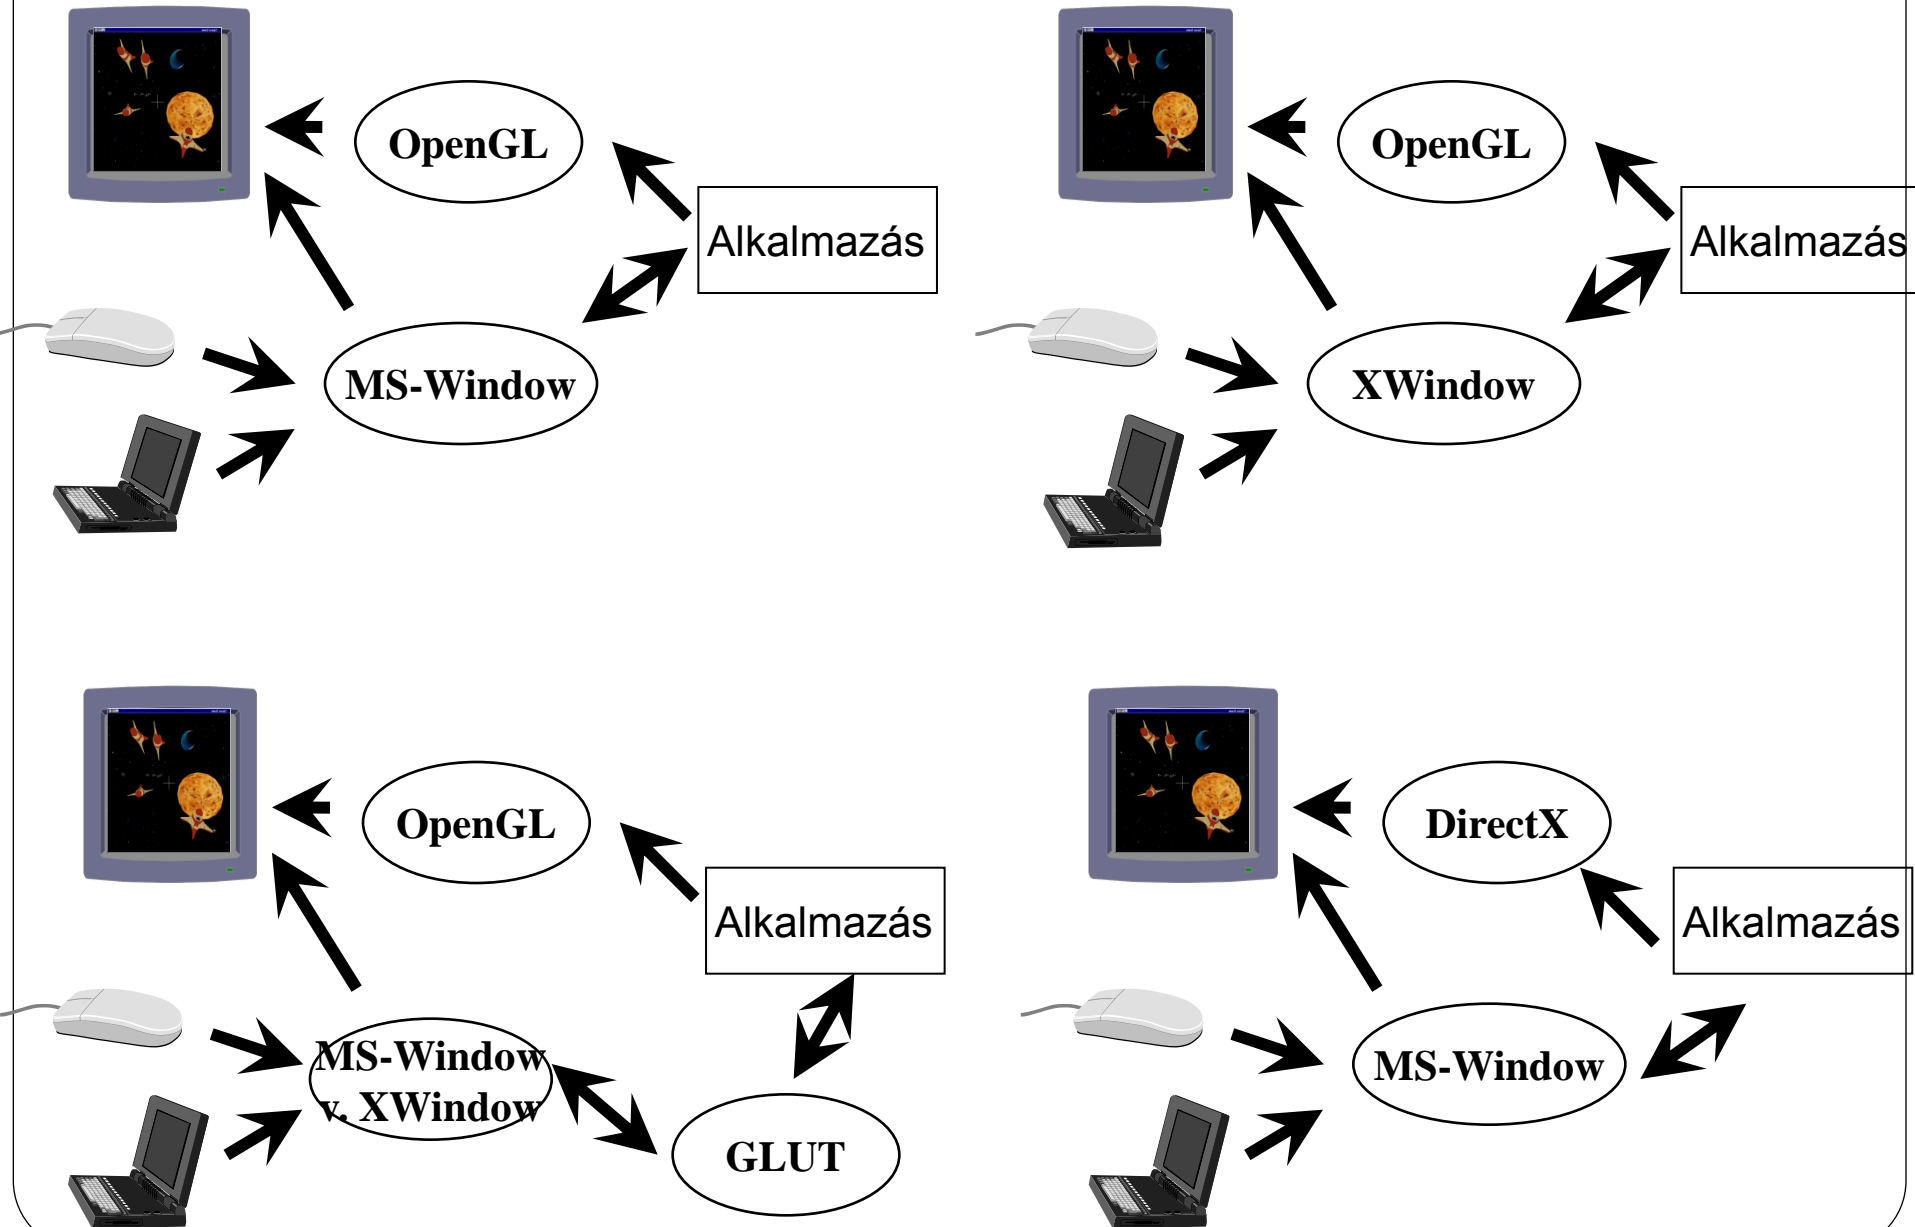 OpenGL
Alkalmazás
MS-Window
OpenGL
Alkalmazás
XWindow
OpenGL
Alkalmazás
MS-Window
v. XWindow
GLUT
DirectX
Alkalmazás
MS-Window